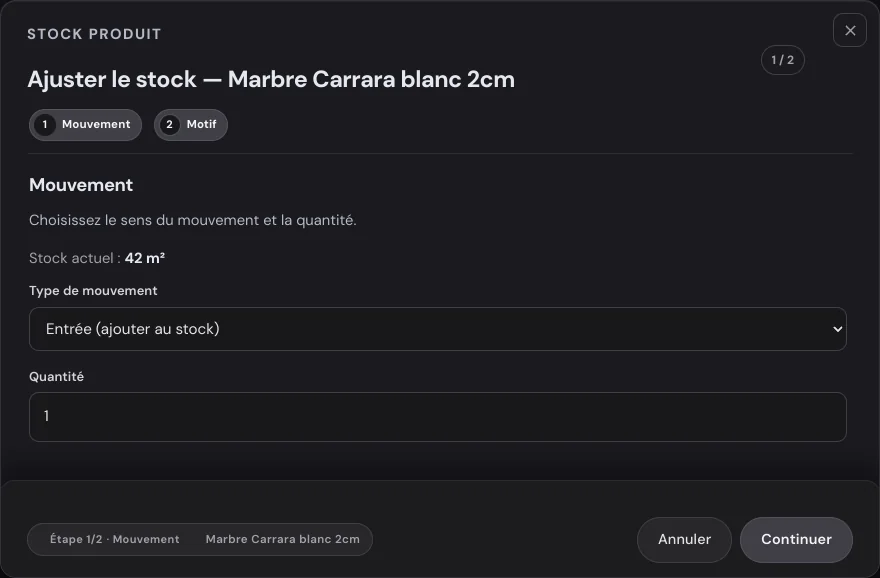 STOCK PRODUIT
1 / 2
Ajuster le stock — Marbre Carrara blanc 2cm
1 Mouvement 2 Motif
Mouvement
Choisissez le sens du mouvement et la quantité.
Stock actuel : 42 m²
Type de mouvement
Entrée (ajouter au stock)
Quantité
1
Étape 1/2 · Mouvement Marbre Carrara blanc 2cm
Annuler Continuer